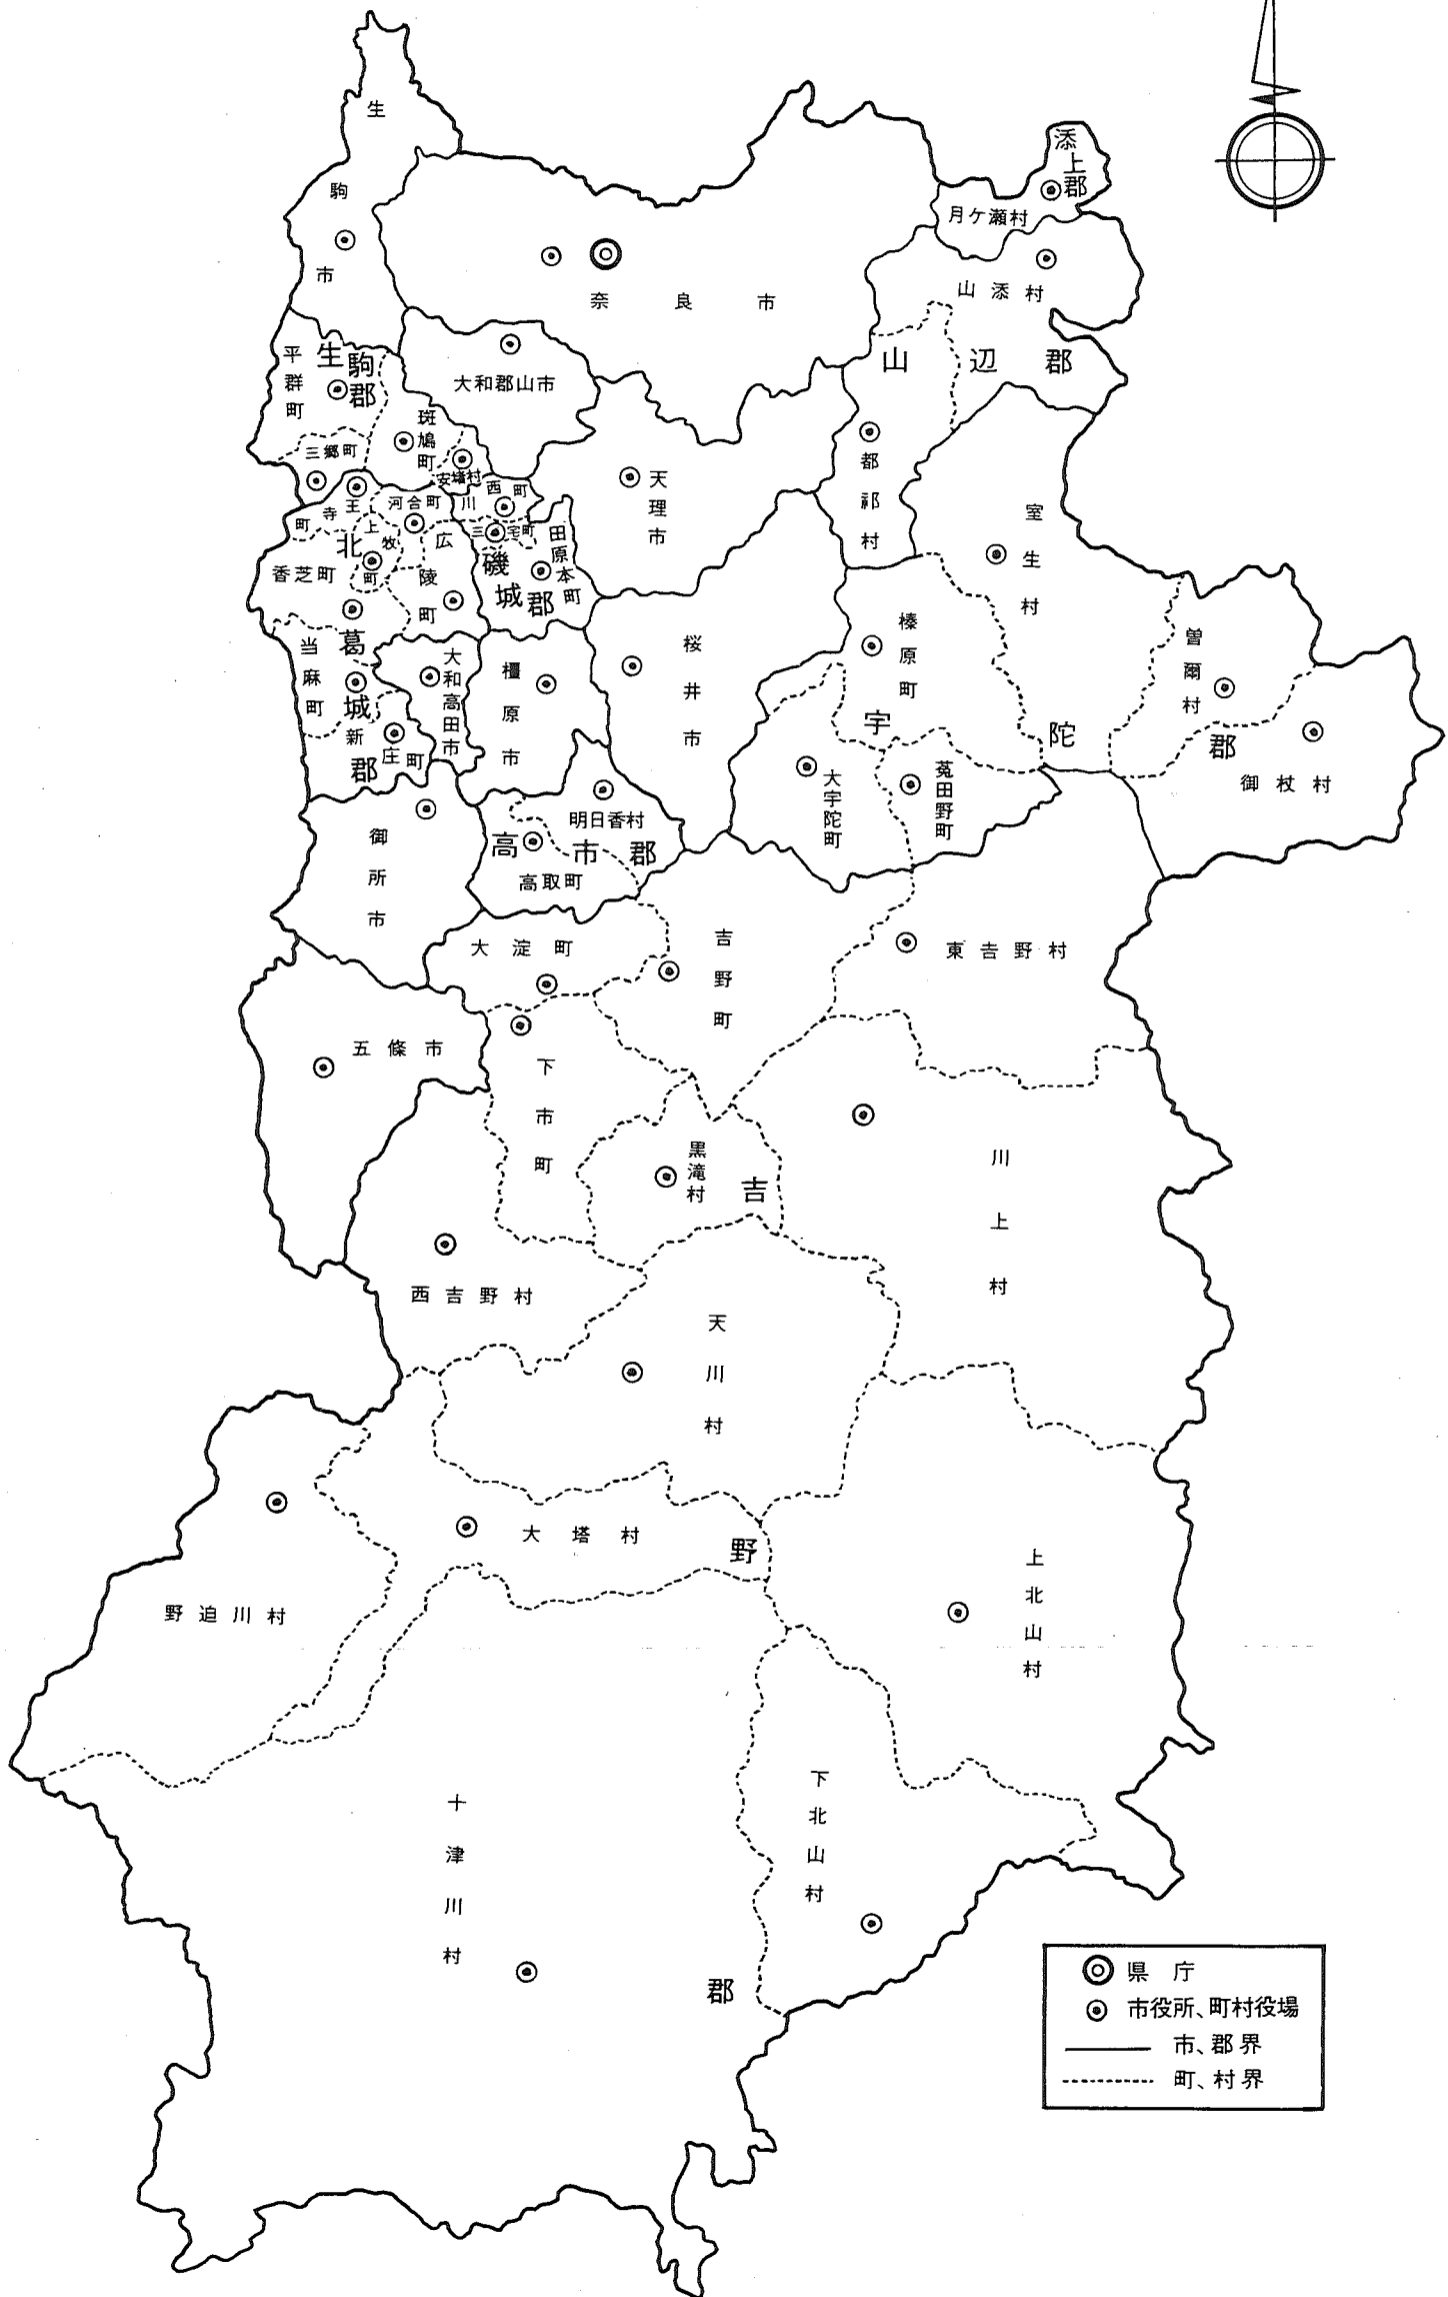 生駒市
奈良市
添上郡
月ケ瀬村
山添村
山辺郡
都祁村
生駒郡
平群町
三郷町
斑鳩町
安堵村
大和郡山市
天理市
王寺町
河合町
上牧町
香芝町
広陵町
北葛城郡
当麻町
新庄町
川西町
三宅町
田原本町
磯城郡
大和高田市
橿原市
桜井市
室生村
榛原町
曽爾村
御杖村
大宇陀町
菟田野町
宇陀郡
御所市
明日香村
高市郡
高取町
五條市
大淀町
吉野町
東吉野村
下市町
黒滝村
川上村
西吉野村
天川村
大塔村
野迫川村
上北山村
下北山村
十津川村
吉野郡
県庁
市役所、町村役場
市、郡界
町、村界